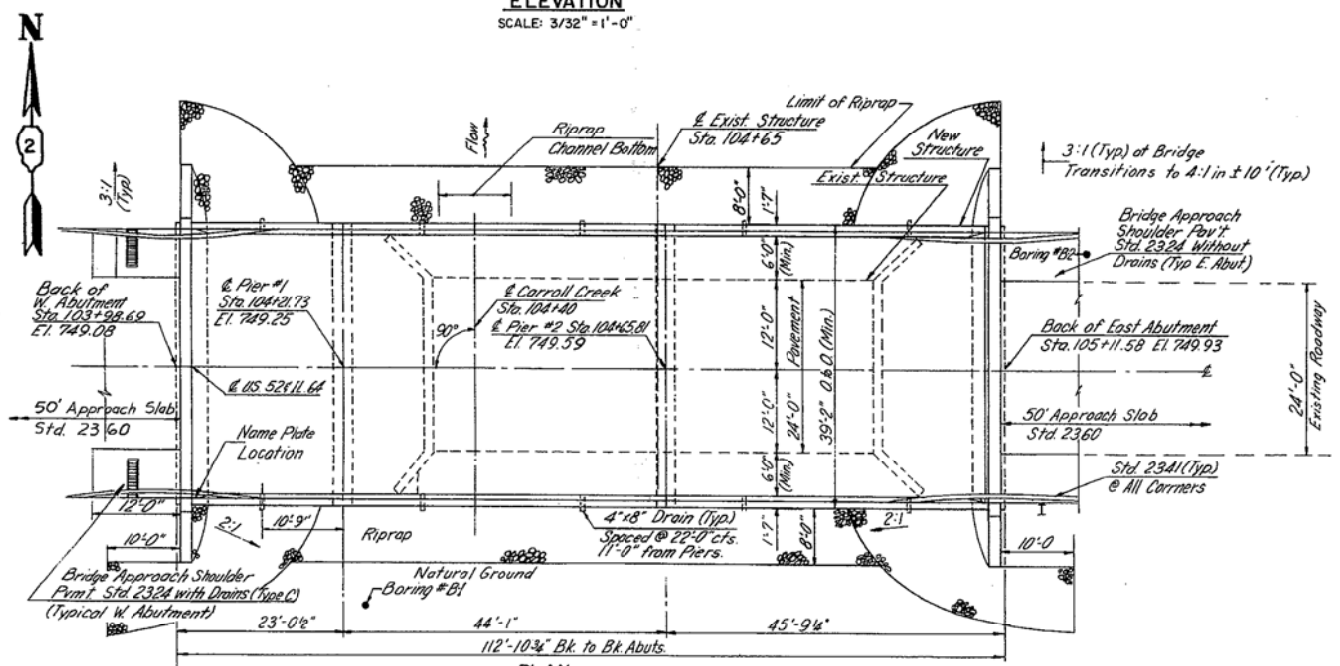 ELEVATION
SCALE: 3/32" = 1'-0"
N
2
3:1
(Typ)
Flow
Riprap
Channel Bottom
℄ Exist. Structure
Sta. 104+65
Limit of Riprap
New
Structure
Exist. Structure
3:1 (Typ) at Bridge
Transitions to 4:1 in ± 10' (Typ)
Bridge Approach
Shoulder Pav't.
Std. 2324 Without
Drains (Typ E. Abut.)
Boring #B2
8'-0"
1'-7"
6'-0"
(Min.)
Back of
W. Abutment
Sta. 103+98.69
El. 749.08
℄ Pier #1
Sta. 104+21.73
El. 749.25
90°
℄ Carroll Creek
Sta. 104+40
℄ Pier #2 Sta. 104+65.81
El. 749.59
12'-0"
Pavement
12'-0"
24'-0"
39'-2" O. to O. (Min.)
Back of East Abutment
Sta. 105+11.58 El. 749.93
℄
24'-0"
Existing Roadway
℄ US 52 & IL 64
50' Approach Slab
Std. 2360
50' Approach Slab
Std. 2360
Name Plate
Location
6'-0"
(Min.)
Std. 2341 (Typ.)
@ All Corrners
12'-0"
10'-0"
2:1
10'-9"
Riprap
4"x8" Drain (Typ.)
Spaced @ 22'-0" cts.
11'-0" from Piers.
1'-7"
8'-0"
2:1
10'-0
Bridge Approach Shoulder
Pvm't. Std. 2324 with Drains (Type C)
(Typical W. Abutment)
Natural Ground
Boring #B1
23'-0½"
44'-1"
45'-9¼"
112'-10¾" Bk. to Bk. Abuts.
PLAN